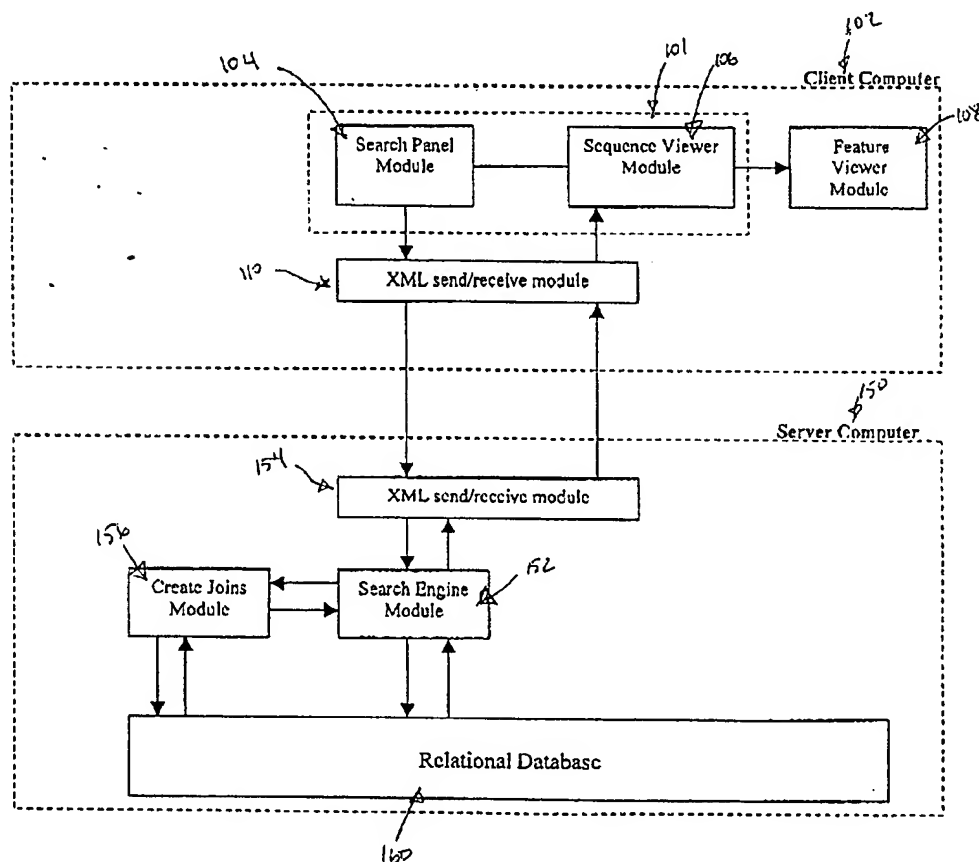 102
Client Computer
104
101
106
108
Search Panel
Module
Sequence Viewer
Module
Feature
Viewer
Module
110
XML send/receive module
150
Server Computer
154
XML send/receive module
156
152
Create Joins
Module
Search Engine
Module
Relational Database
160